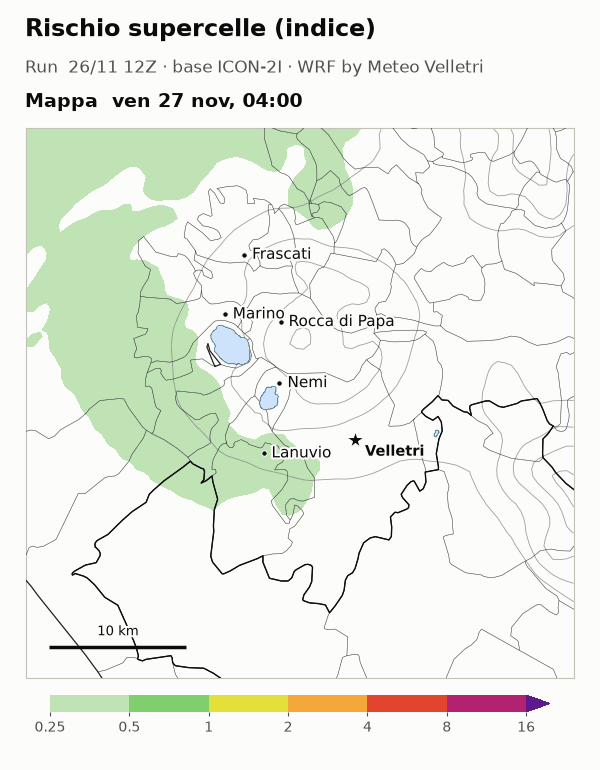 Rischio supercelle (indice)
Run  26/11 12Z · base ICON-2I · WRF by Meteo Velletri
Mappa  ven 27 nov, 04:00
Frascati
Marino
Rocca di Papa
Nemi
Velletri
Lanuvio
10 km
0.25 0.5 1 2 4 8 16